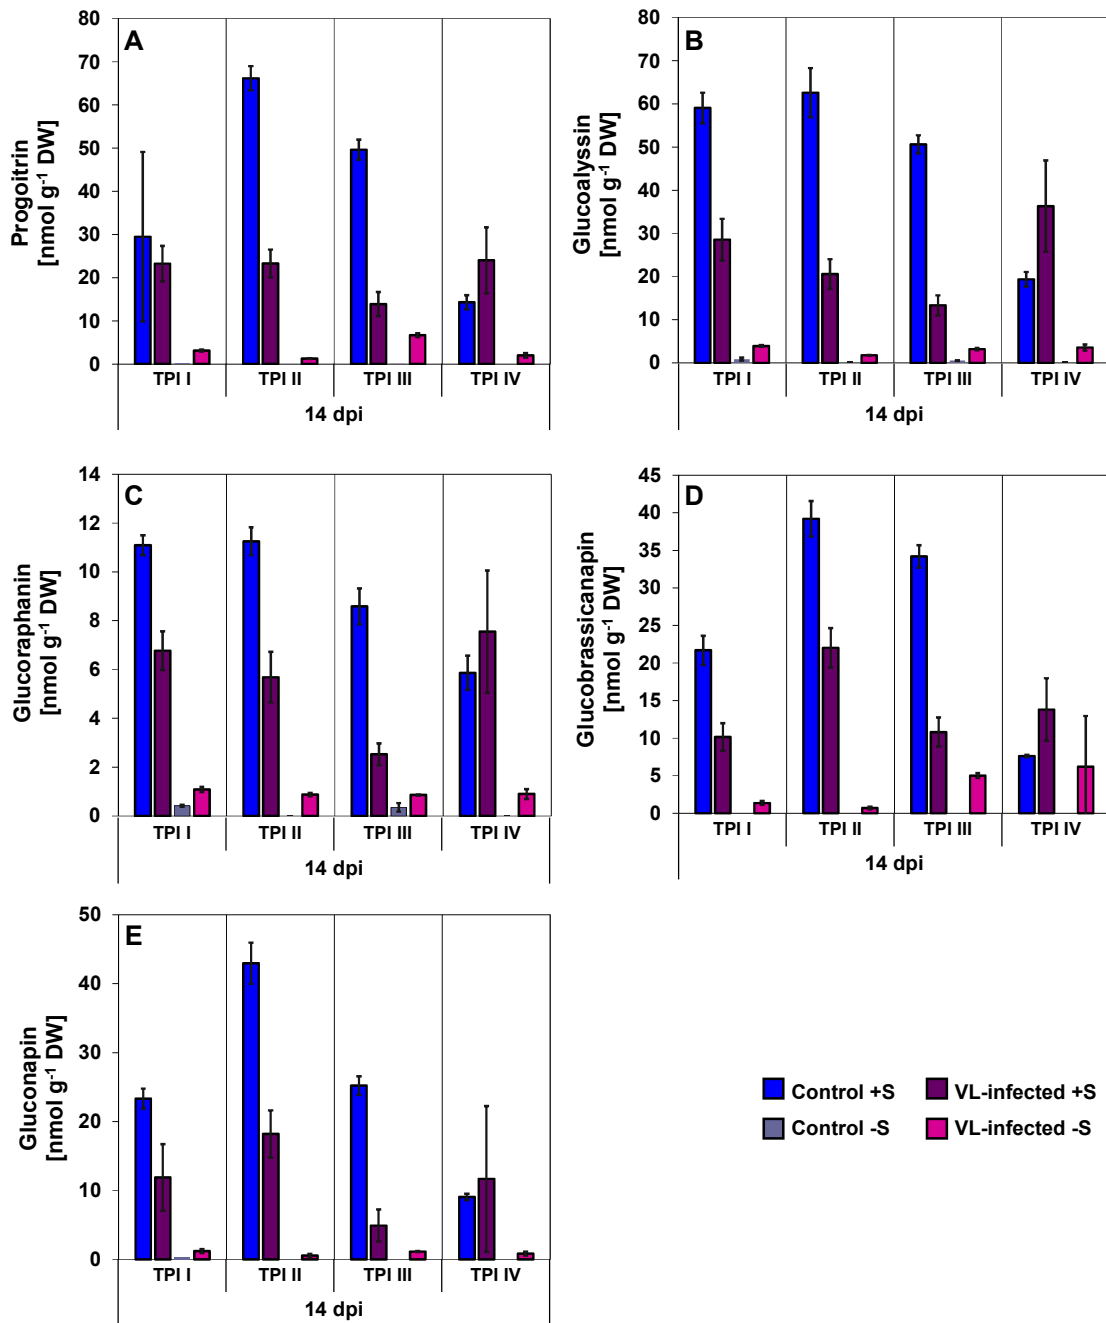 A
Progoitrin
[nmol g-1 DW]
80
70
60
50
40
30
20
10
0
TPI I TPI II TPI III TPI IV
14 dpi
B
Glucoalyssin
[nmol g-1 DW]
80
70
60
50
40
30
20
10
0
TPI I TPI II TPI III TPI IV
14 dpi
C
Glucoraphanin
[nmol g-1 DW]
14
12
10
8
6
4
2
0
TPI I TPI II TPI III TPI IV
14 dpi
D
Glucobrassicanapin
[nmol g-1 DW]
45
40
35
30
25
20
15
10
5
0
TPI I TPI II TPI III TPI IV
14 dpi
E
Gluconapin
[nmol g-1 DW]
50
40
30
20
10
0
TPI I TPI II TPI III TPI IV
14 dpi
Control +S VL-infected +S
Control -S VL-infected -S